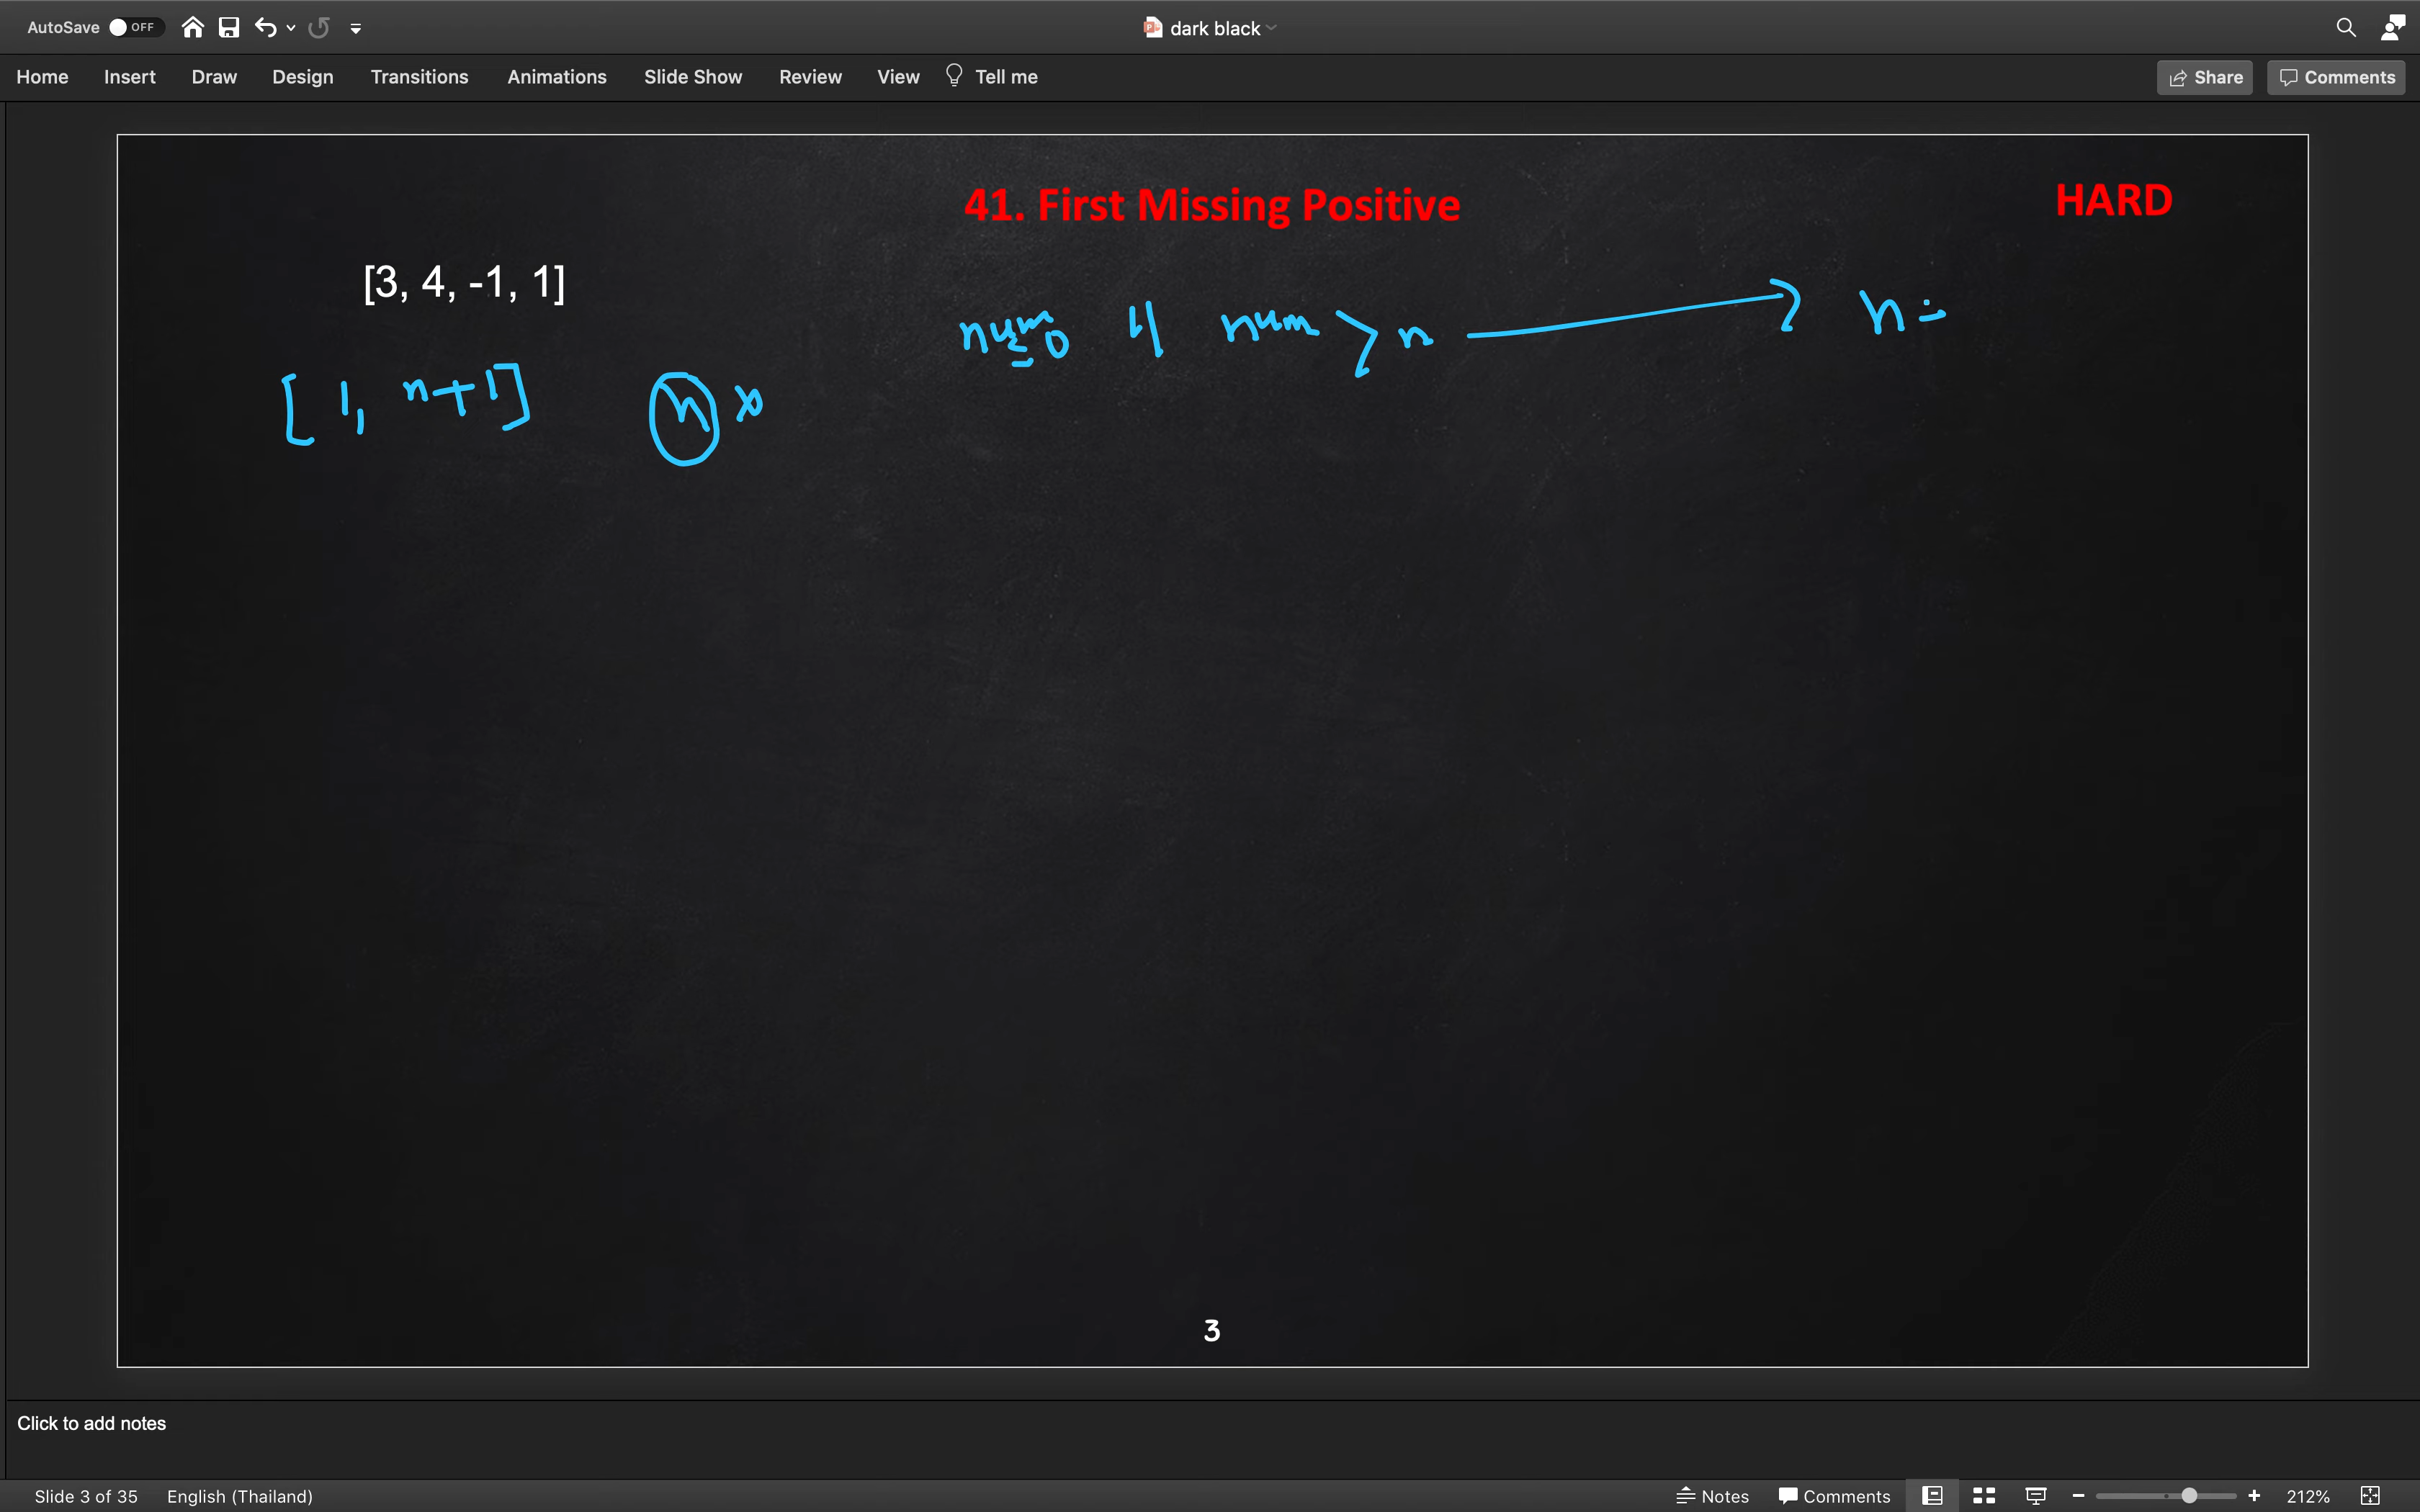 AutoSave OFF
dark black
Home Insert Draw Design Transitions Animations Slide Show Review View Tell me
Share Comments
41. First Missing Positive
HARD
[3, 4, -1, 1]
num ≤ 0 || num > n → n
[1, n+1] n
3
Click to add notes
Slide 3 of 35 English (Thailand)
Notes Comments 212%